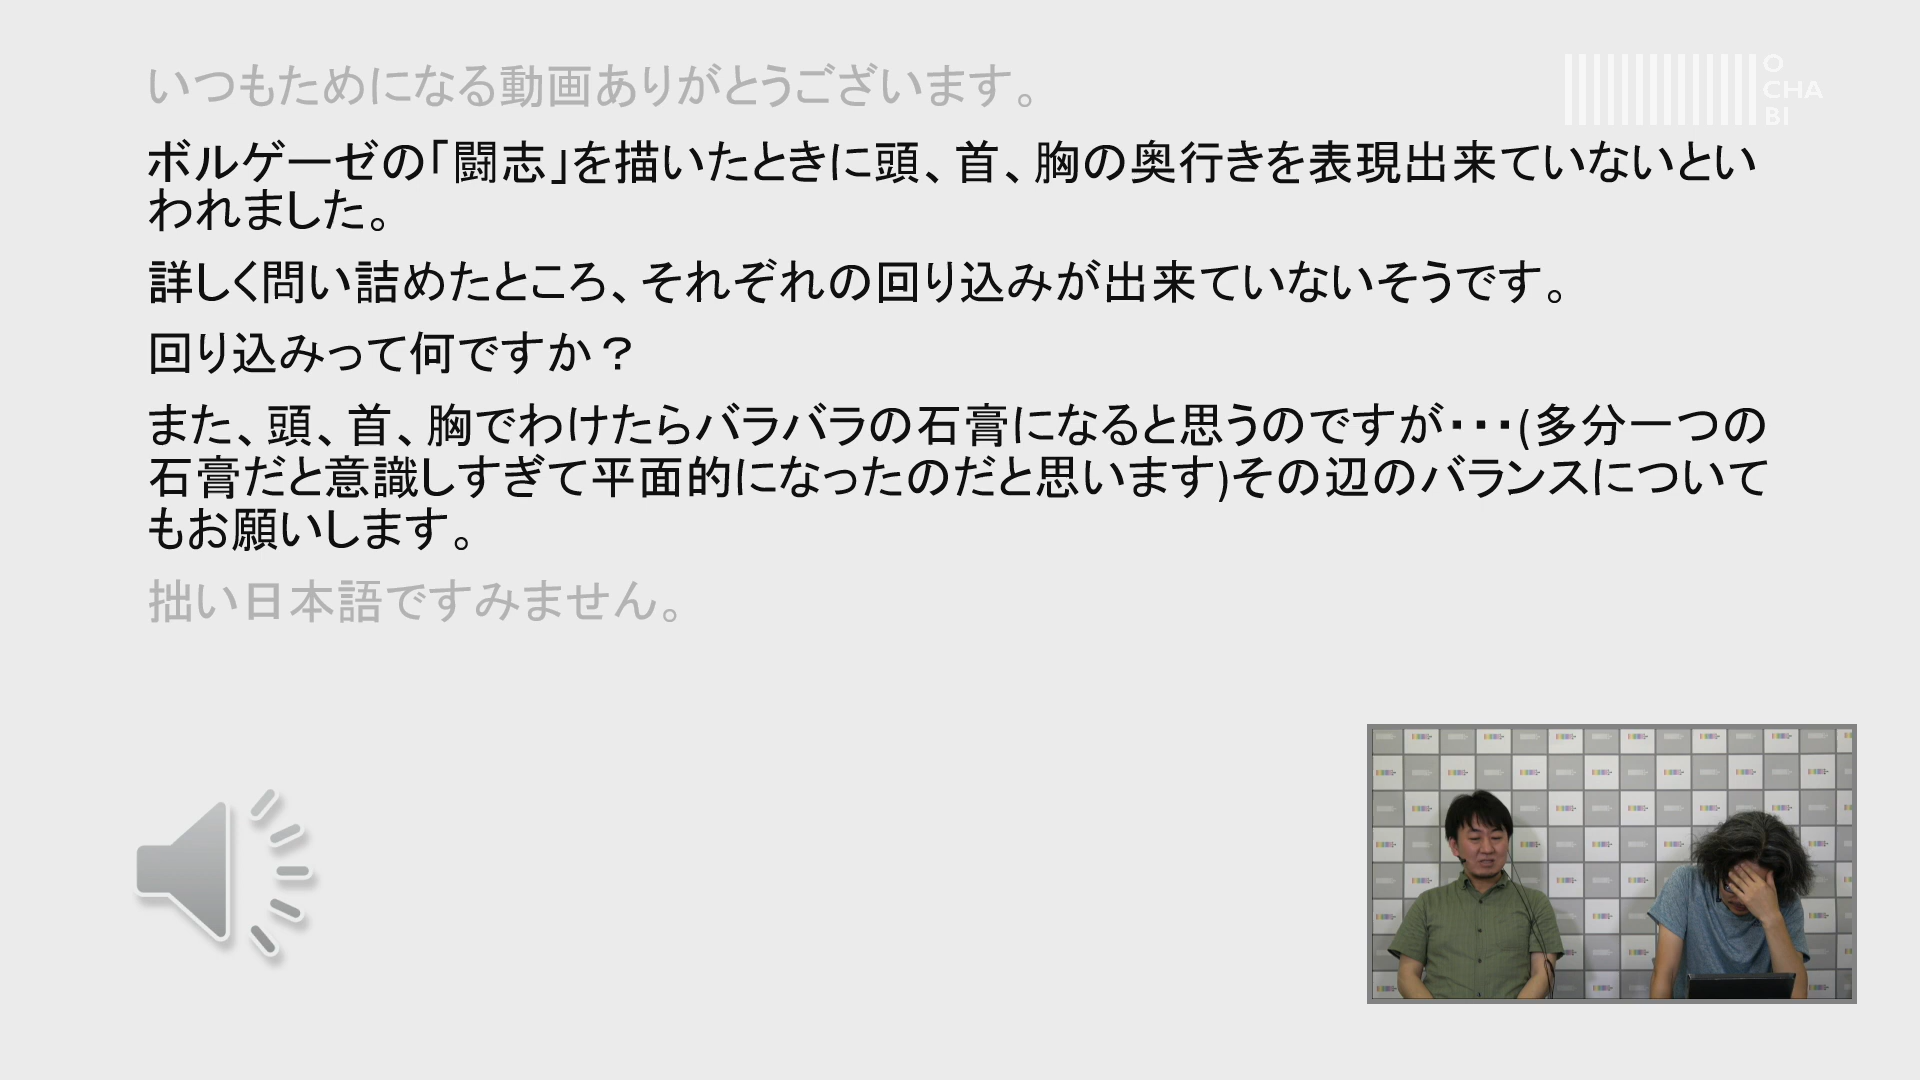 いつもためになる動画ありがとうございます。
O
CHA
BI
ボルゲーゼの「闘志」を描いたときに頭、首、胸の奥行きを表現出来ていないとい
われました。
詳しく問い詰めたところ、それぞれの回り込みが出来ていないそうです。
回り込みって何ですか？
また、頭、首、胸でわけたらバラバラの石膏になると思うのですが・・・(多分一つの
石膏だと意識しすぎて平面的になったのだと思います)その辺のバランスについて
もお願いします。
拙い日本語ですみません。